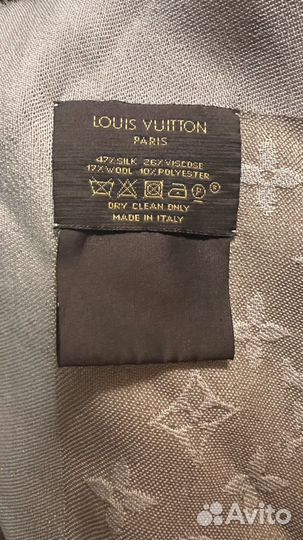 LOUIS VUITTON
PARIS
47%SILK 26%VISCOSE
17%WOOL 10%POLYESTER
P
DRY CLEAN ONLY
MADE IN ITALY
Avito